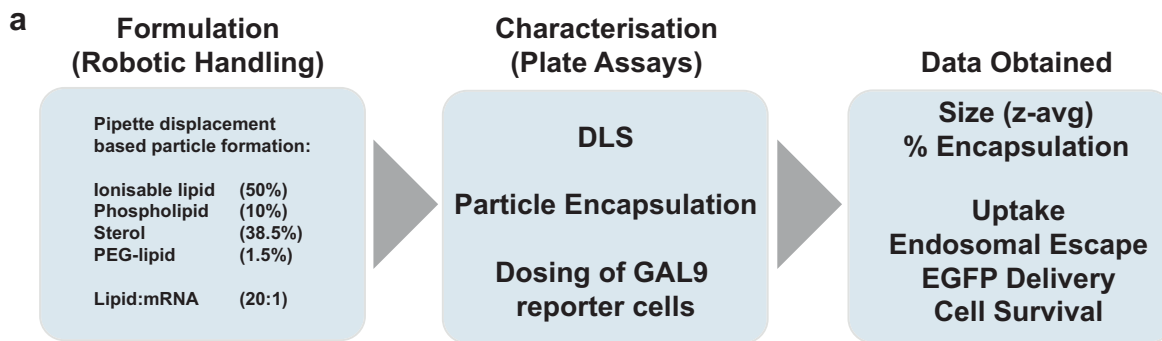 a
Formulation
(Robotic Handling)
Pipette displacement
based particle formation:
Ionisable lipid (50%)
Phospholipid (10%)
Sterol (38.5%)
PEG-lipid (1.5%)
Lipid:mRNA (20:1)
Characterisation
(Plate Assays)
DLS
Particle Encapsulation
Dosing of GAL9
reporter cells
Data Obtained
Size (z-avg)
% Encapsulation
Uptake
Endosomal Escape
EGFP Delivery
Cell Survival